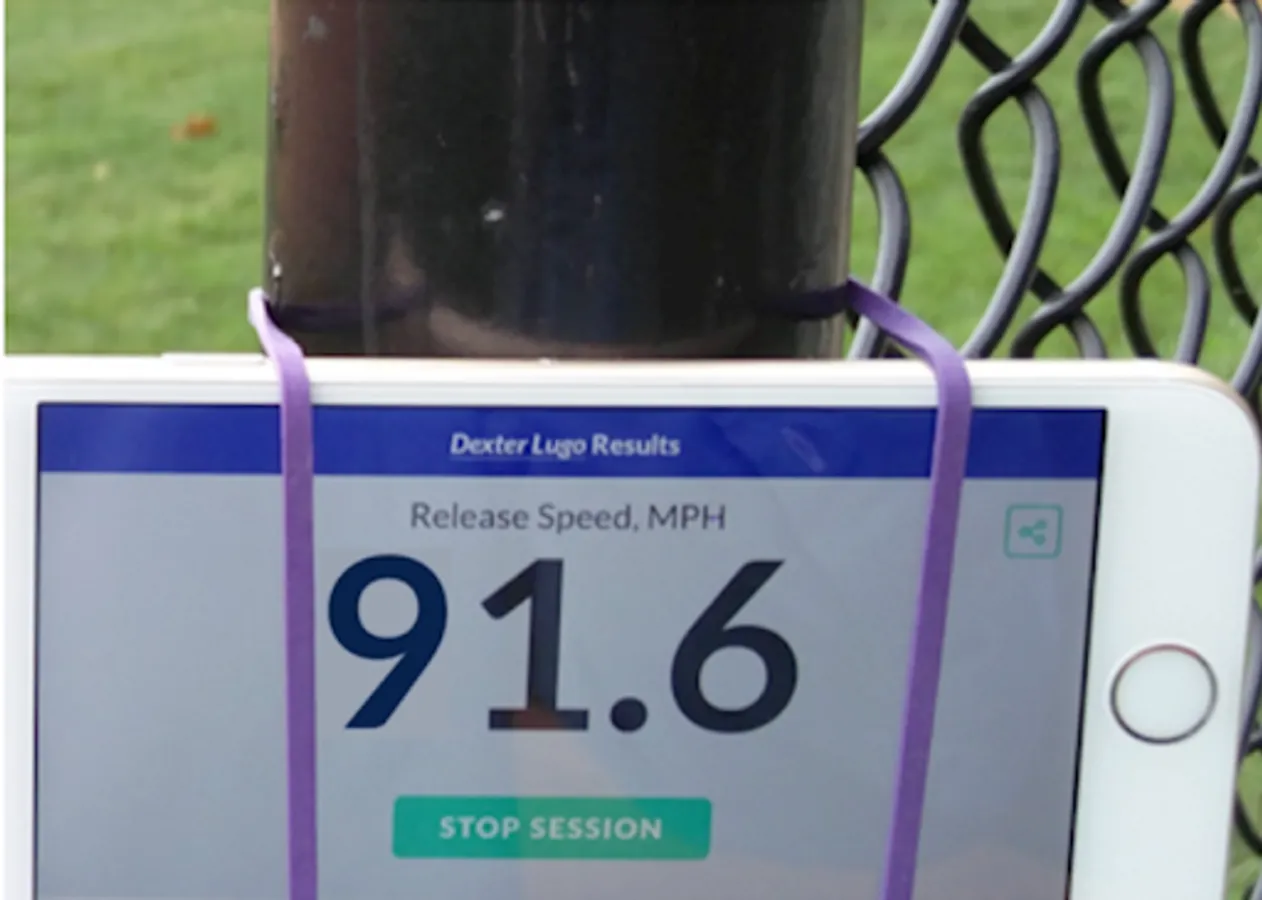 Dexter Lugo Results
Release Speed, MPH
91.6
STOP SESSION